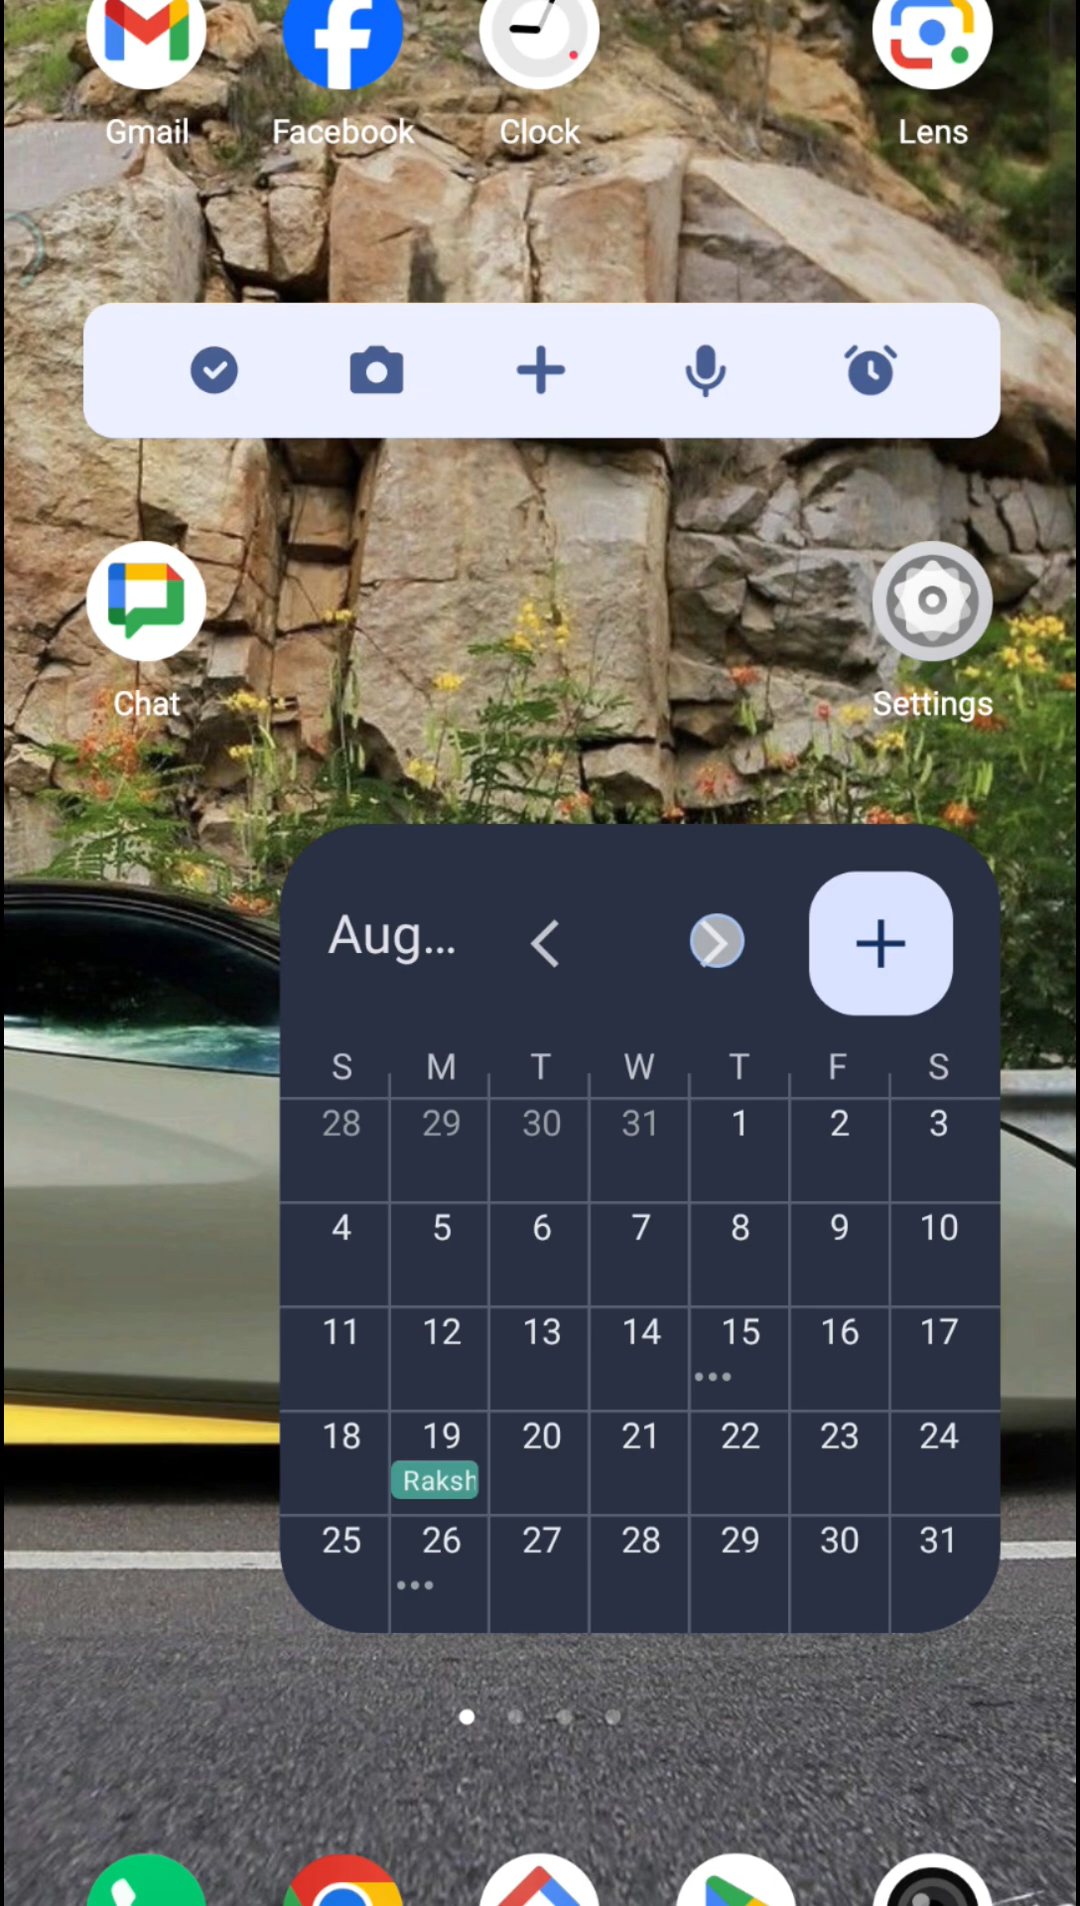 Gmail Facebook Clock Lens
Chat Settings
Aug...
S M T W T F S
28 29 30 31 1 2 3
4 5 6 7 8 9 10
11 12 13 14 15 16 17
18 19 20 21 22 23 24
Raksh
25 26 27 28 29 30 31